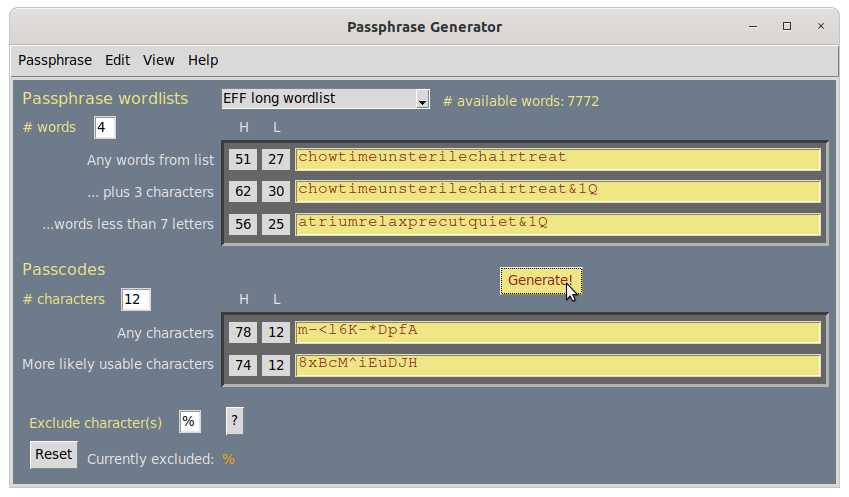 Passphrase Generator
Passphrase Edit View Help
Passphrase wordlists EFF long wordlist # available words: 7772
# words 4 H L
Any words from list 51 27 chowtimeunsterilechairtreat
... plus 3 characters 62 30 chowtimeunsterilechairtreat&1Q
...words less than 7 letters 56 25 atriumrelaxprecutquiet&1Q
Passcodes Generate!
# characters 12 H L
Any characters 78 12 m-<l6K-*DpfA
More likely usable characters 74 12 8xBcM^iEuDJH
Exclude character(s) % ?
Reset Currently excluded: %